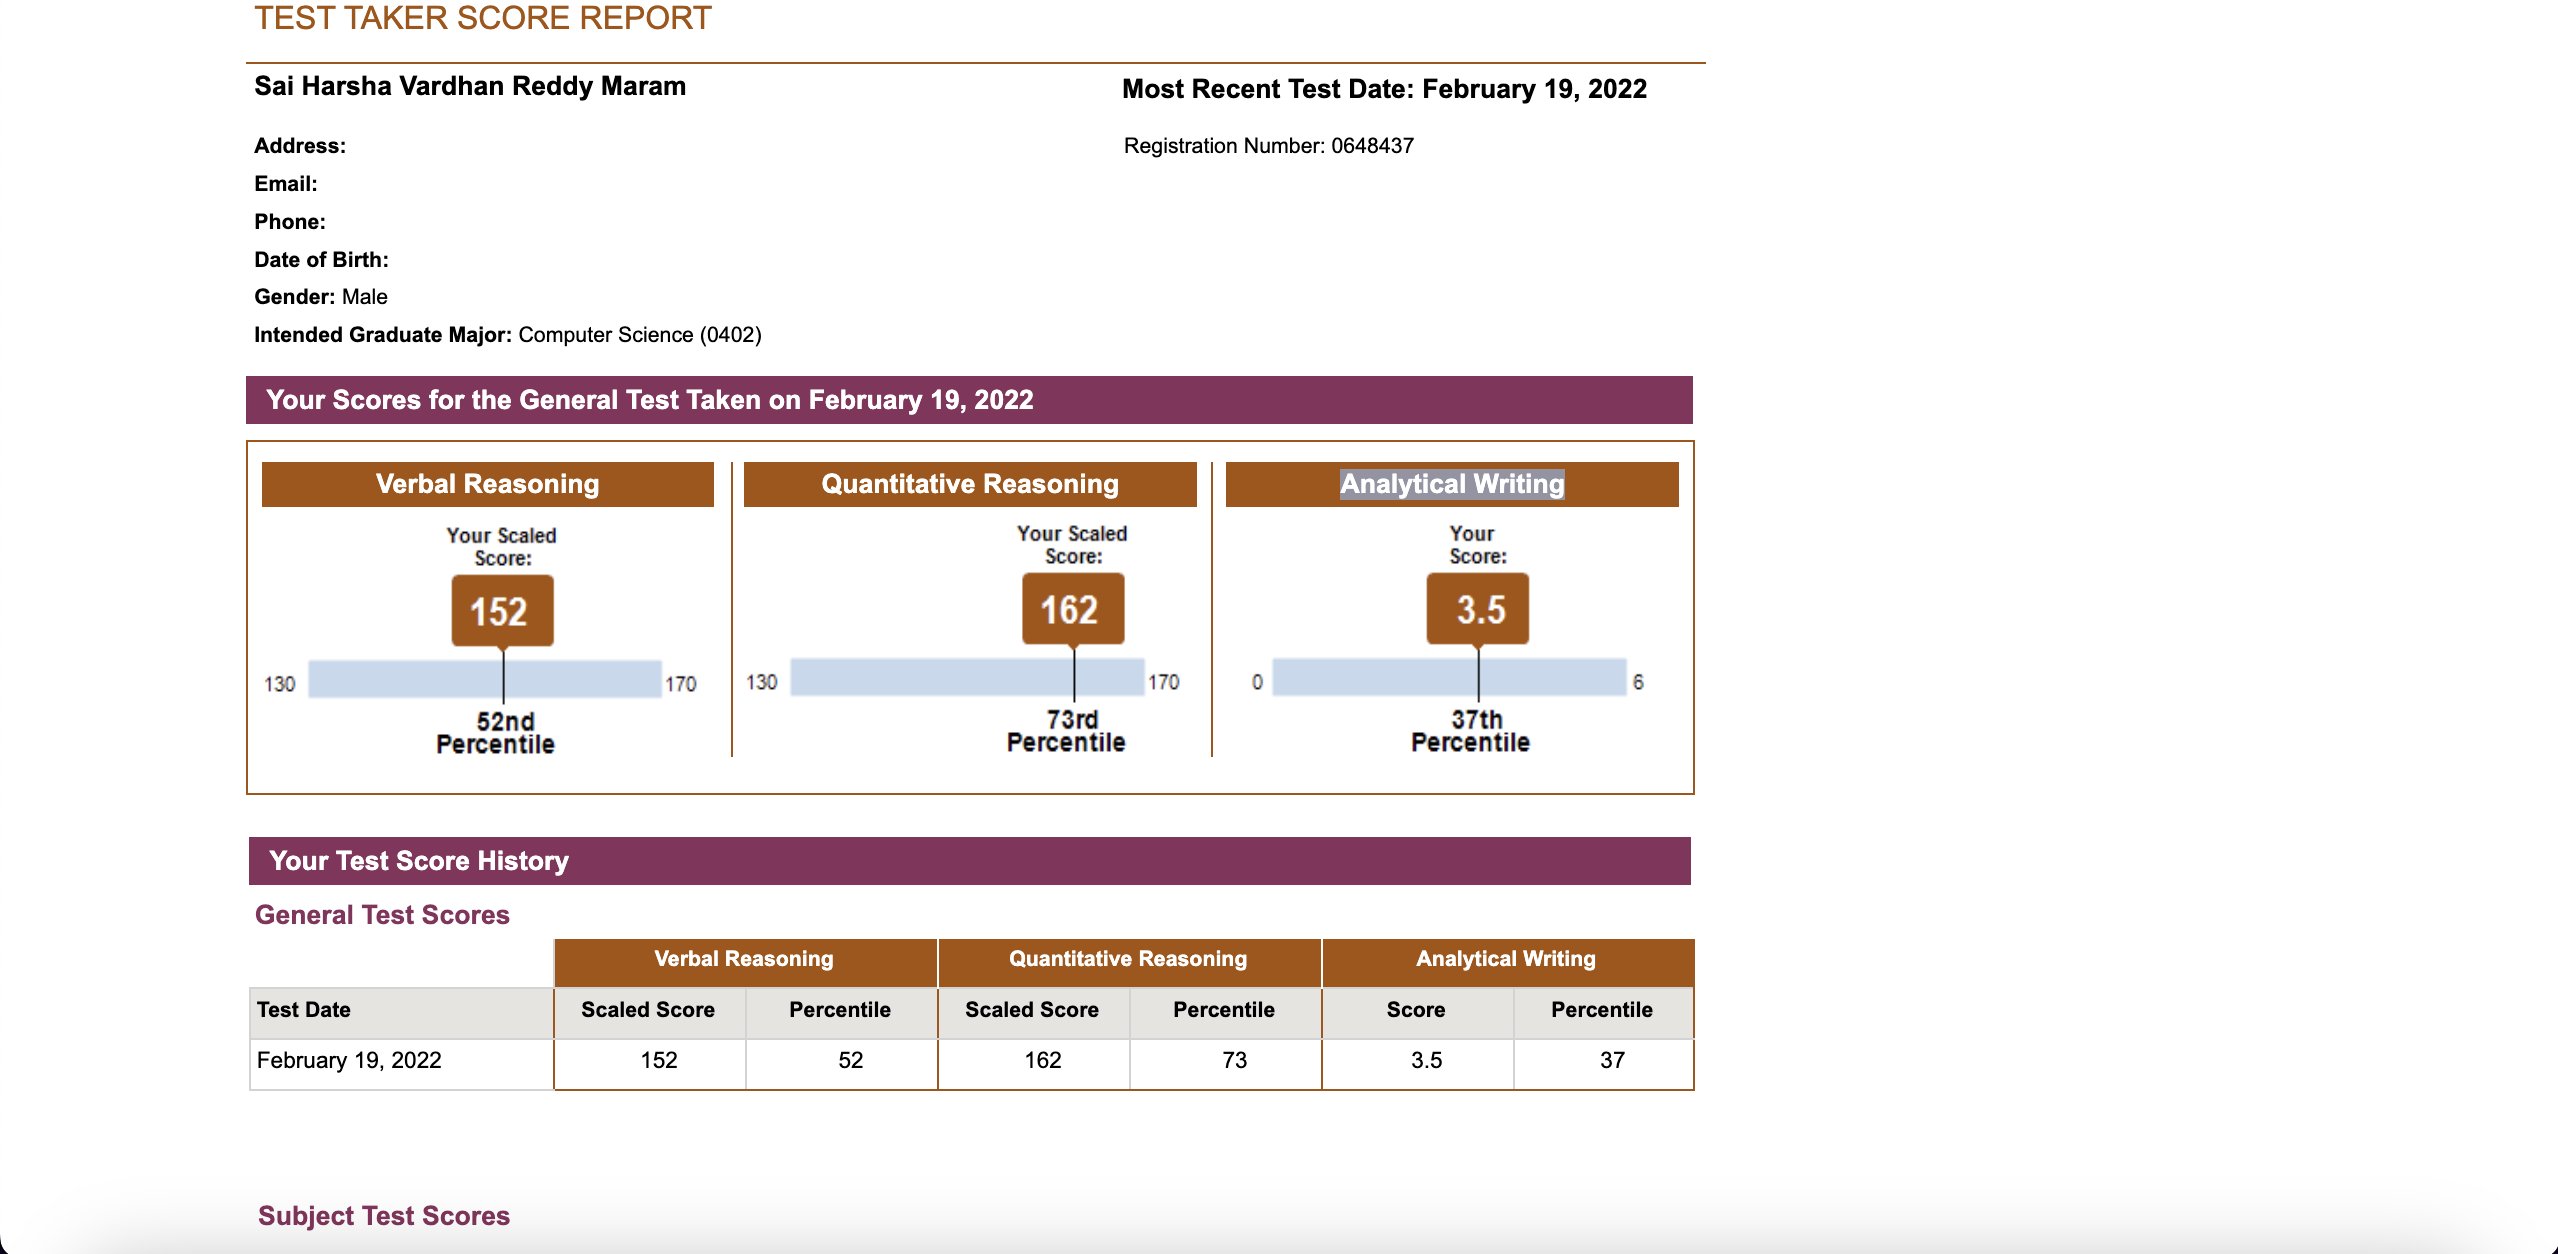 TEST TAKER SCORE REPORT
Sai Harsha Vardhan Reddy Maram
Most Recent Test Date: February 19, 2022
Address:
Registration Number: 0648437
Email:
Phone:
Date of Birth:
Gender: Male
Intended Graduate Major: Computer Science (0402)
Your Scores for the General Test Taken on February 19, 2022
Verbal Reasoning
Your Scaled
Score:
152
130
170
52nd
Percentile
Quantitative Reasoning
Your Scaled
Score:
162
130
170
73rd
Percentile
Analytical Writing
Your
Score:
3.5
0
6
37th
Percentile
Your Test Score History
General Test Scores
Verbal Reasoning Quantitative Reasoning Analytical Writing
Test Date Scaled Score Percentile Scaled Score Percentile Score Percentile
February 19, 2022 152 52 162 73 3.5 37
Subject Test Scores